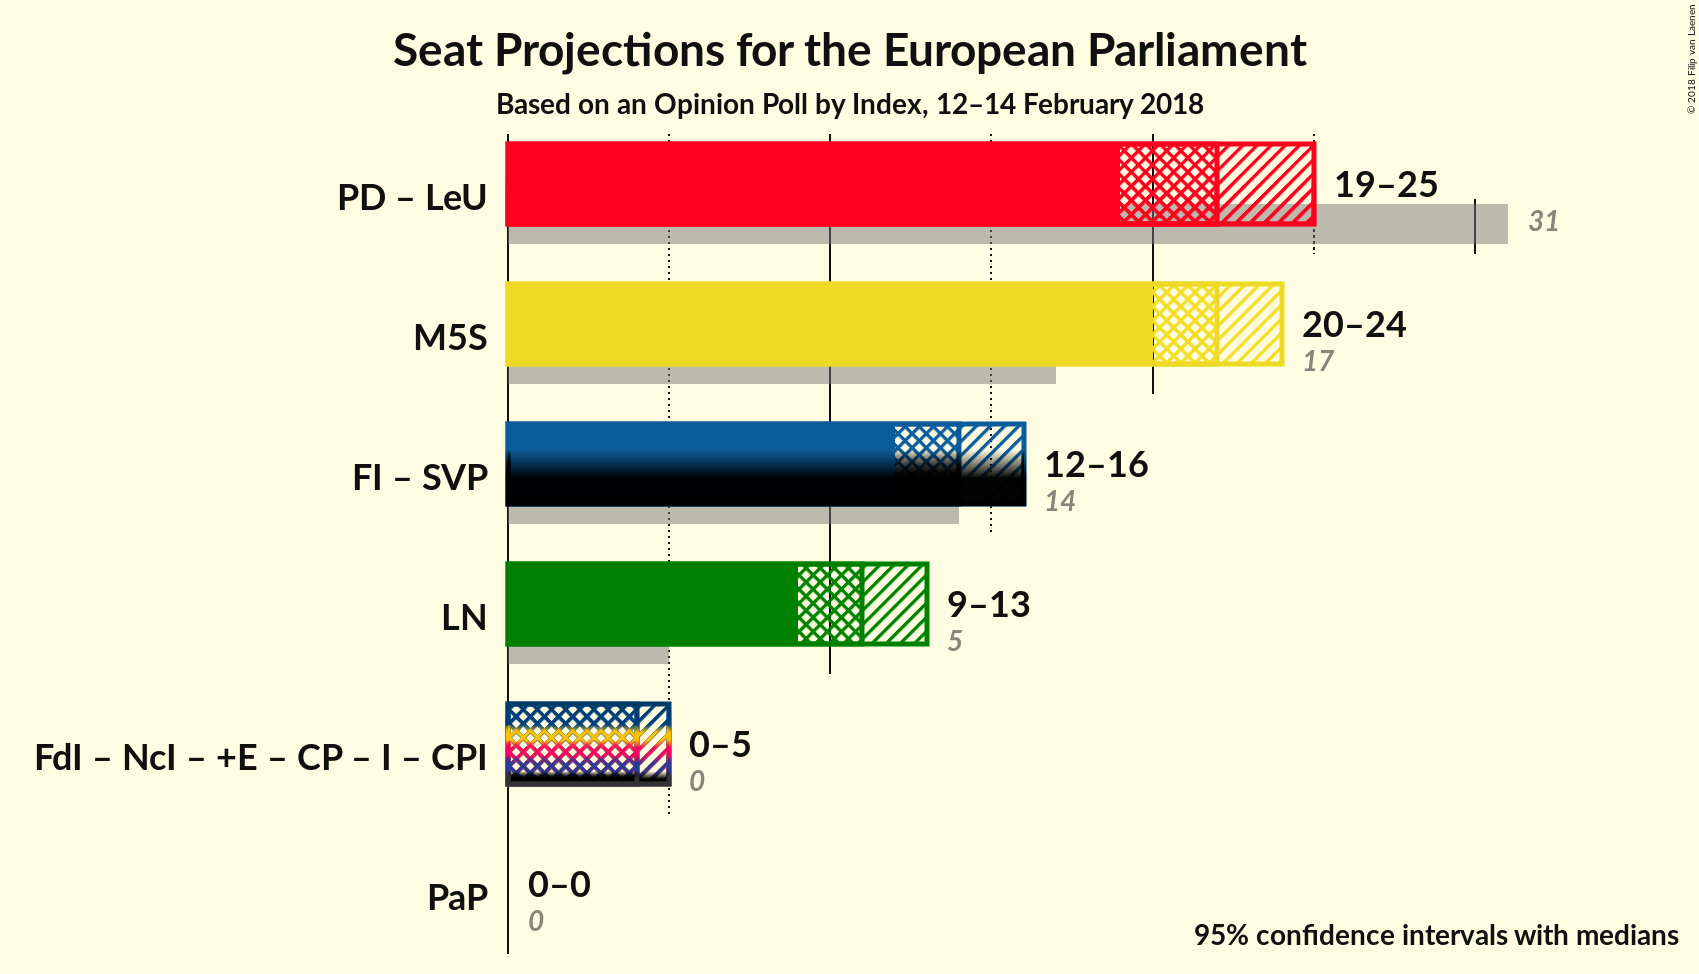 Seat Projections for the European Parliament
Based on an Opinion Poll by Index, 12–14 February 2018
© 2018 Filip van Laenen
PD – LeU
19–25
31
M5S
20–24
17
FI – SVP
12–16
14
LN
9–13
5
FdI – NcI – +E – CP – I – CPI
0–5
0
PaP
0–0
0
95% confidence intervals with medians